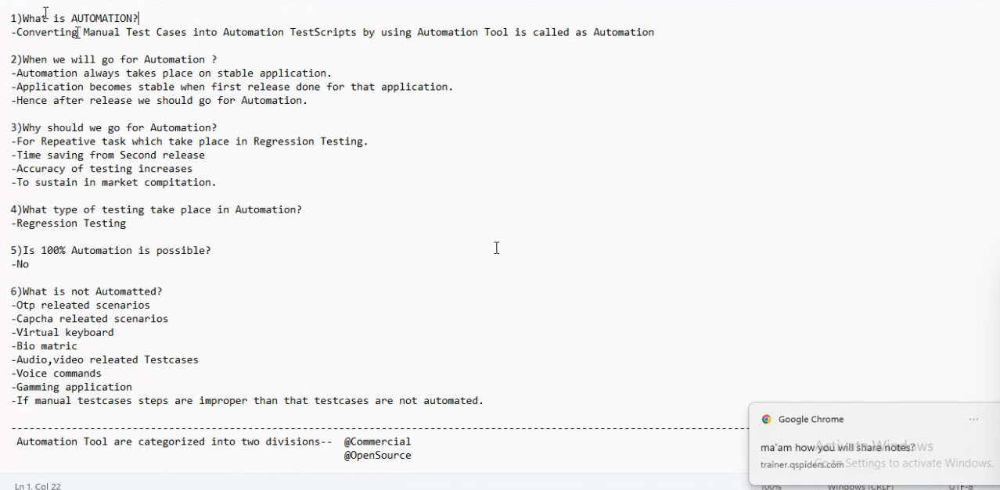 1)What is AUTOMATION?
-Converting Manual Test Cases into Automation TestScripts by using Automation Tool is called as Automation
2)When we will go for Automation ?
-Automation always takes place on stable application.
-Application becomes stable when first release done for that application.
-Hence after release we should go for Automation.
3)Why should we go for Automation?
-For Repeative task which take place in Regression Testing.
-Time saving from Second release
-Accuracy of testing increases
-To sustain in market compitation.
4)What type of testing take place in Automation?
-Regression Testing
5)Is 100% Automation is possible?
-No
6)What is not Automatted?
-Otp releated scenarios
-Capcha releated scenarios
-Virtual keyboard
-Bio matric
-Audio,video releated Testcases
-Voice commands
-Gamming application
-If manual testcases steps are improper than that testcases are not automated.
--------------------------------------------------------------------------------------------------------------------------
Automation Tool are categorized into two divisions-- @Commercial
@OpenSource
Google Chrome
ma'am how you will share notes?
trainer.qspiders.com
Activate Windows
Go to Settings to activate Windows.
Ln 1, Col 22
100%
Windows (CRLF)
UTF-8